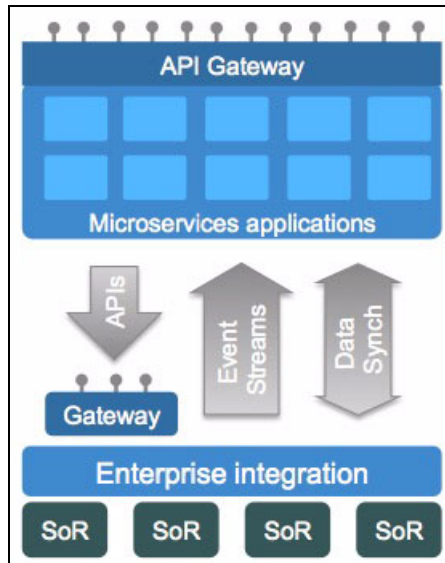 API Gateway
Microservices applications
APIs
Event
Streams
Data
Synch
Gateway
Enterprise integration
SoR SoR SoR SoR